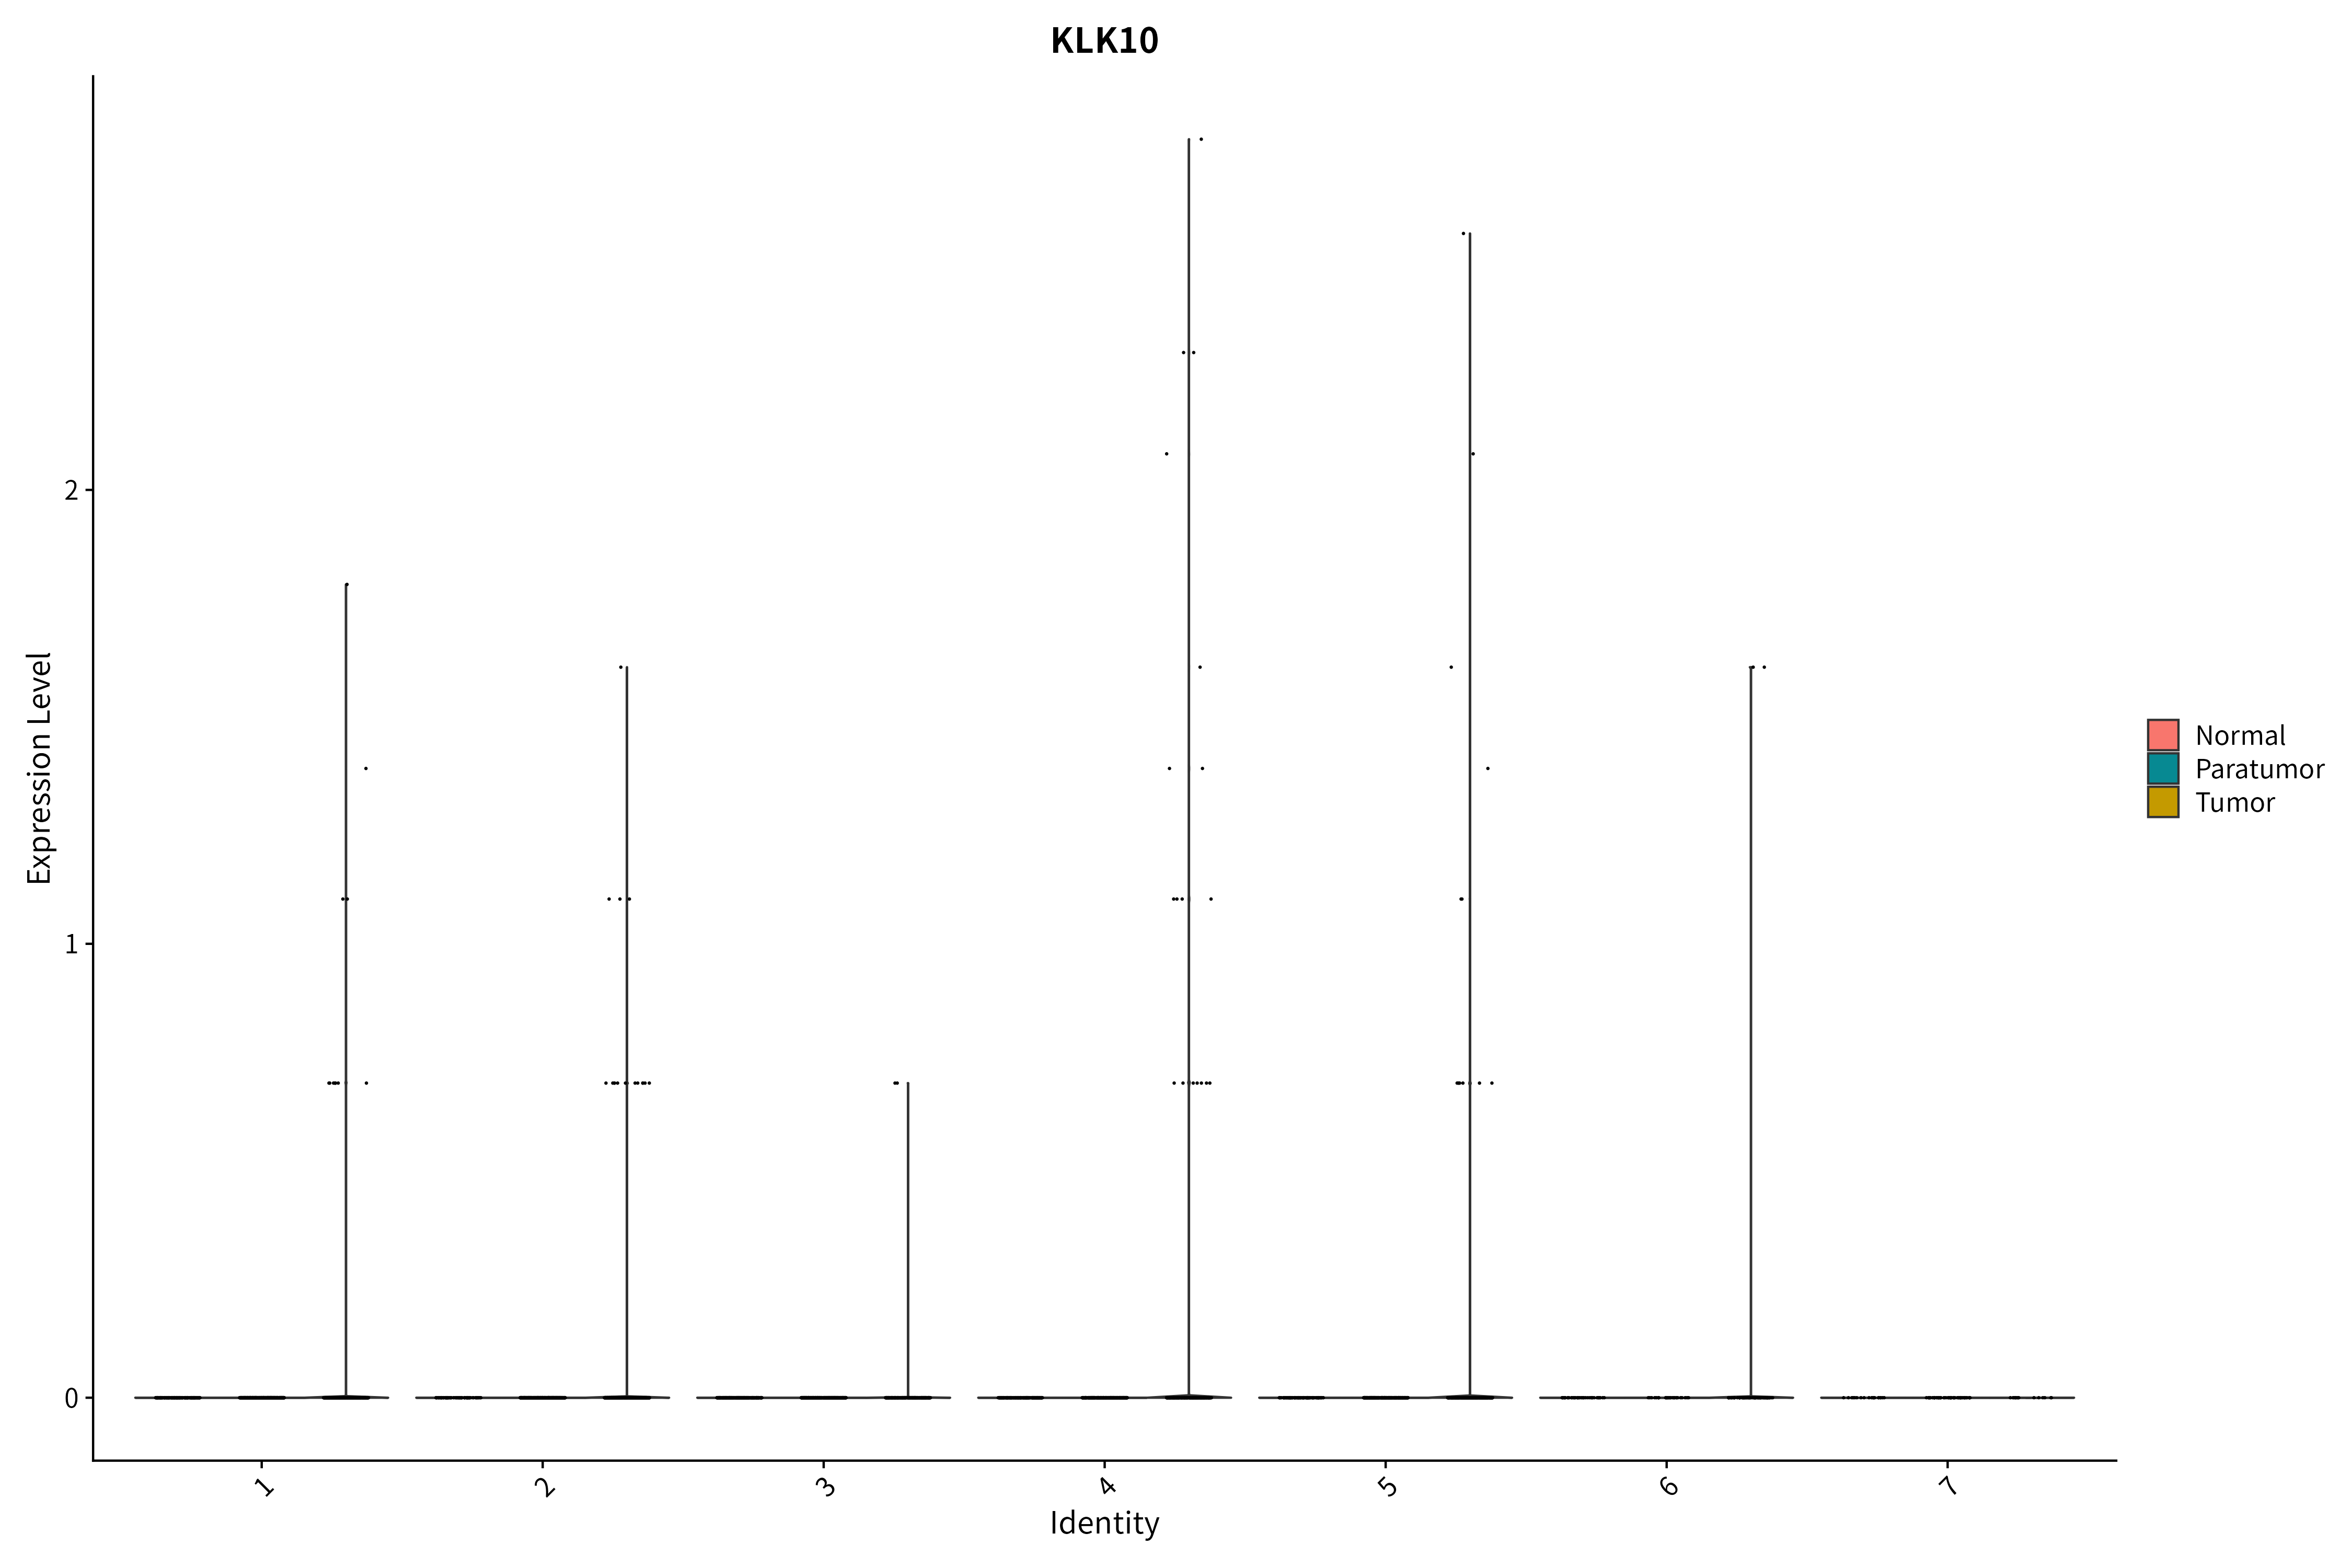 KLK10
Expression Level
2
1
0
1
2
3
4
5
6
7
Identity
Normal
Paratumor
Tumor